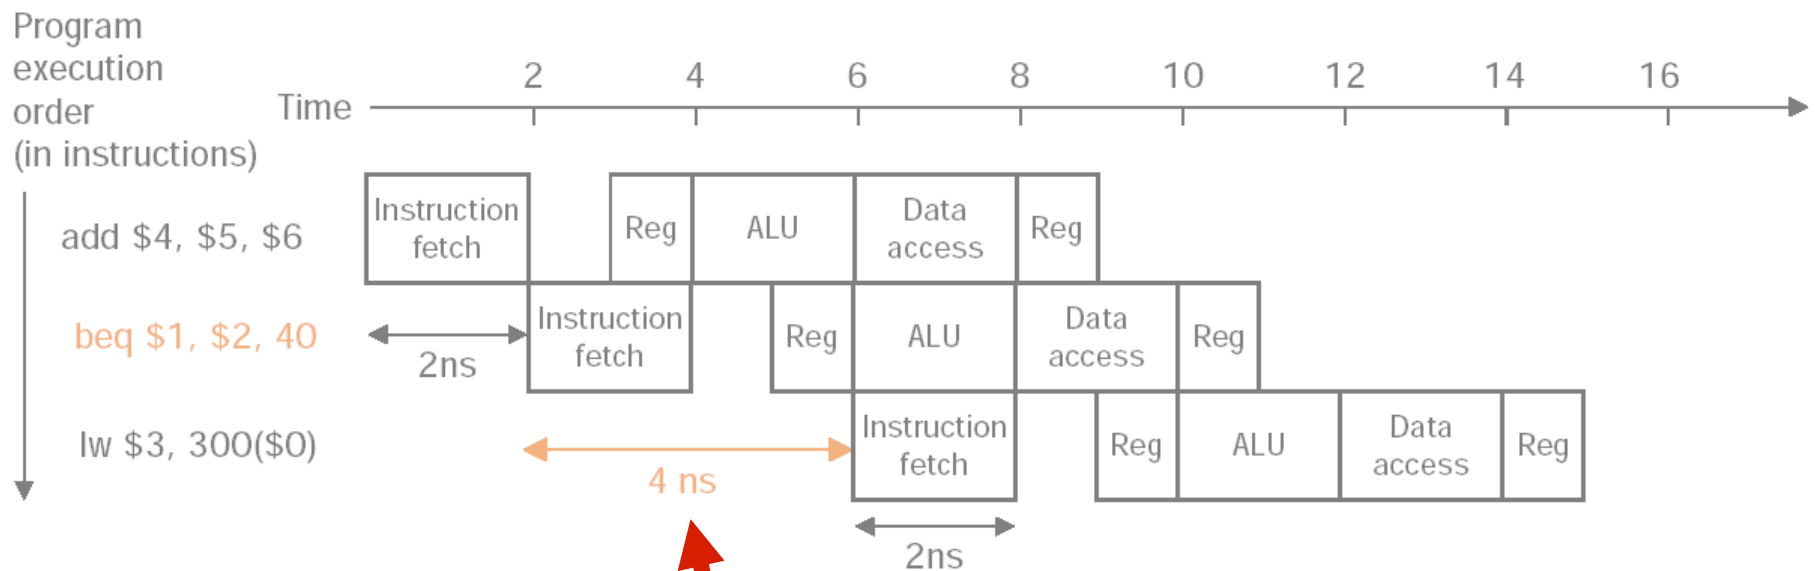 Program
execution
order
(in instructions)
Time
2 4 6 8 10 12 14 16
add $4, $5, $6
Instruction
fetch
Reg
ALU
Data
access
Reg
beq $1, $2, 40
2ns
Instruction
fetch
Reg
ALU
Data
access
Reg
lw $3, 300($0)
4 ns
Instruction
fetch
Reg
ALU
Data
access
Reg
2ns